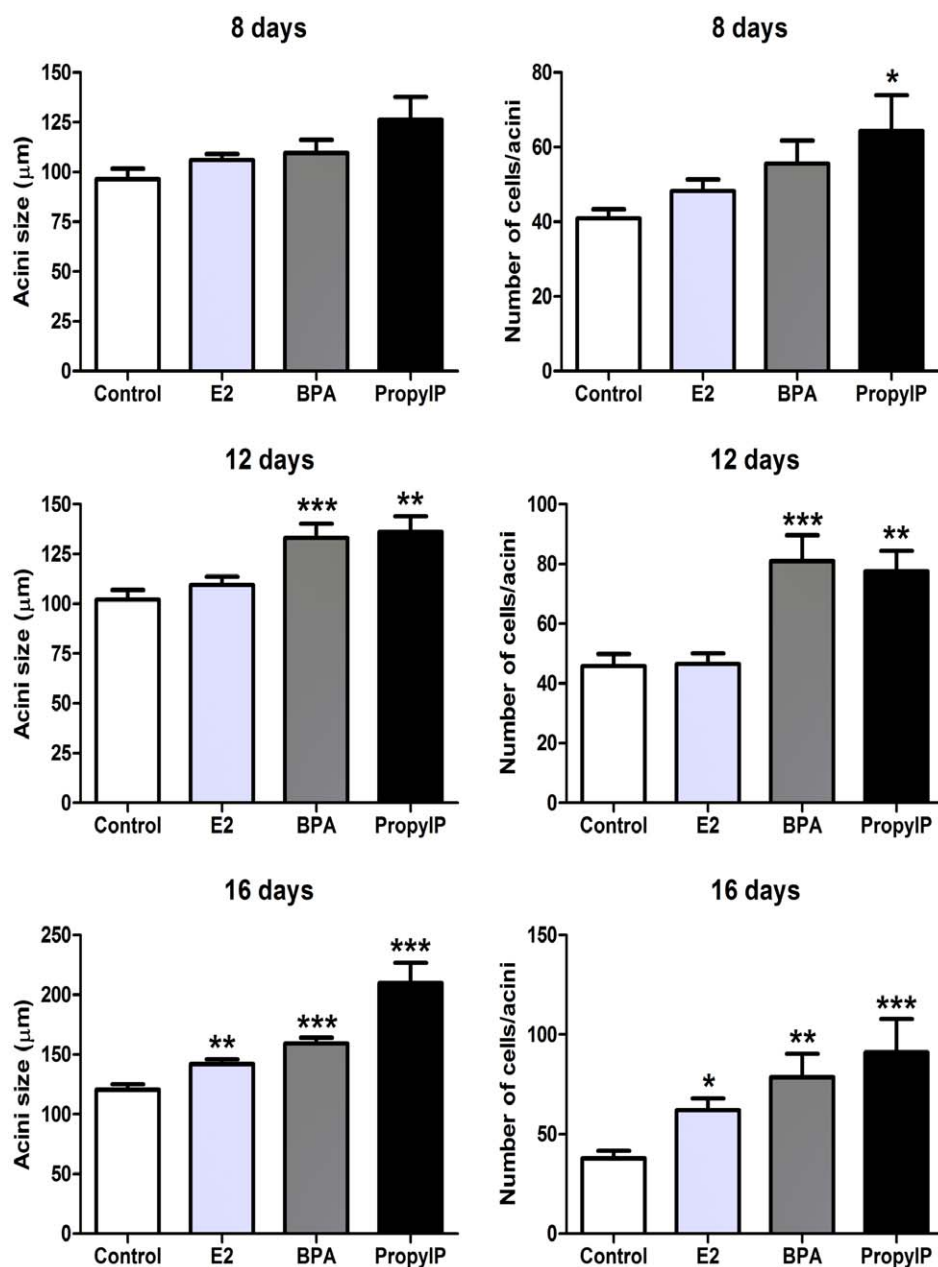 8 days
Acini size (μm)
150
125
100
75
50
25
0
Control E2 BPA PropylP
8 days
Number of cells/acini
80
60
40
20
0
*
Control E2 BPA PropylP
12 days
Acini size (μm)
150
125
100
75
50
25
0
*** **
Control E2 BPA PropylP
12 days
Number of cells/acini
100
80
60
40
20
0
*** **
Control E2 BPA PropylP
16 days
Acini size (μm)
250
200
150
100
50
0
** *** ***
Control E2 BPA PropylP
16 days
Number of cells/acini
150
100
50
0
* ** ***
Control E2 BPA PropylP